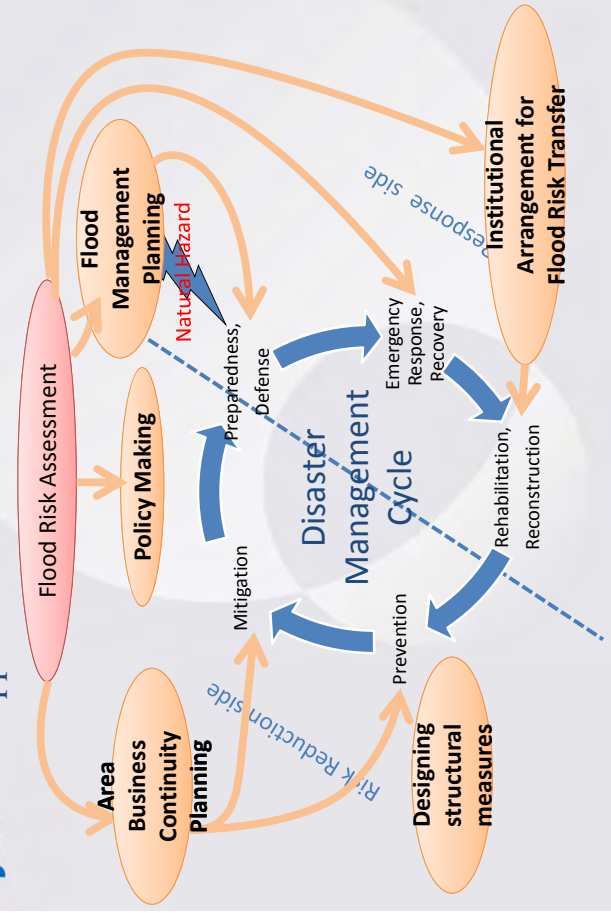 Flood Risk Assessment
Area
Business
Continuity
Planning
Policy Making
Flood
Management
Planning
Natural Hazard
Risk Reduction side
Response side
Mitigation
Preparedness,
Defense
Disaster
Management
Cycle
Prevention
Emergency
Response,
Recovery
Rehabilitation,
Reconstruction
Designing
structural
measures
Institutional
Arrangement for
Flood Risk Transfer